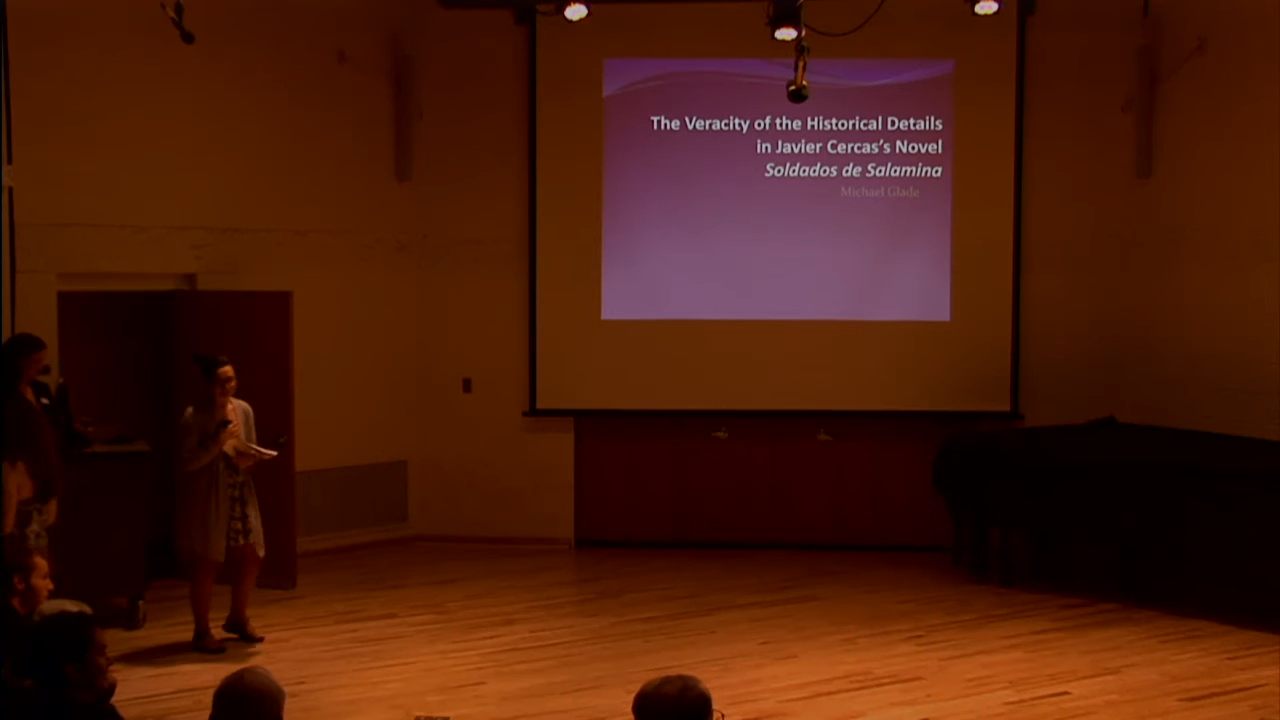 The Veracity of the Historical Details
in Javier Cercas's Novel
Soldados de Salamina
Michael Glade